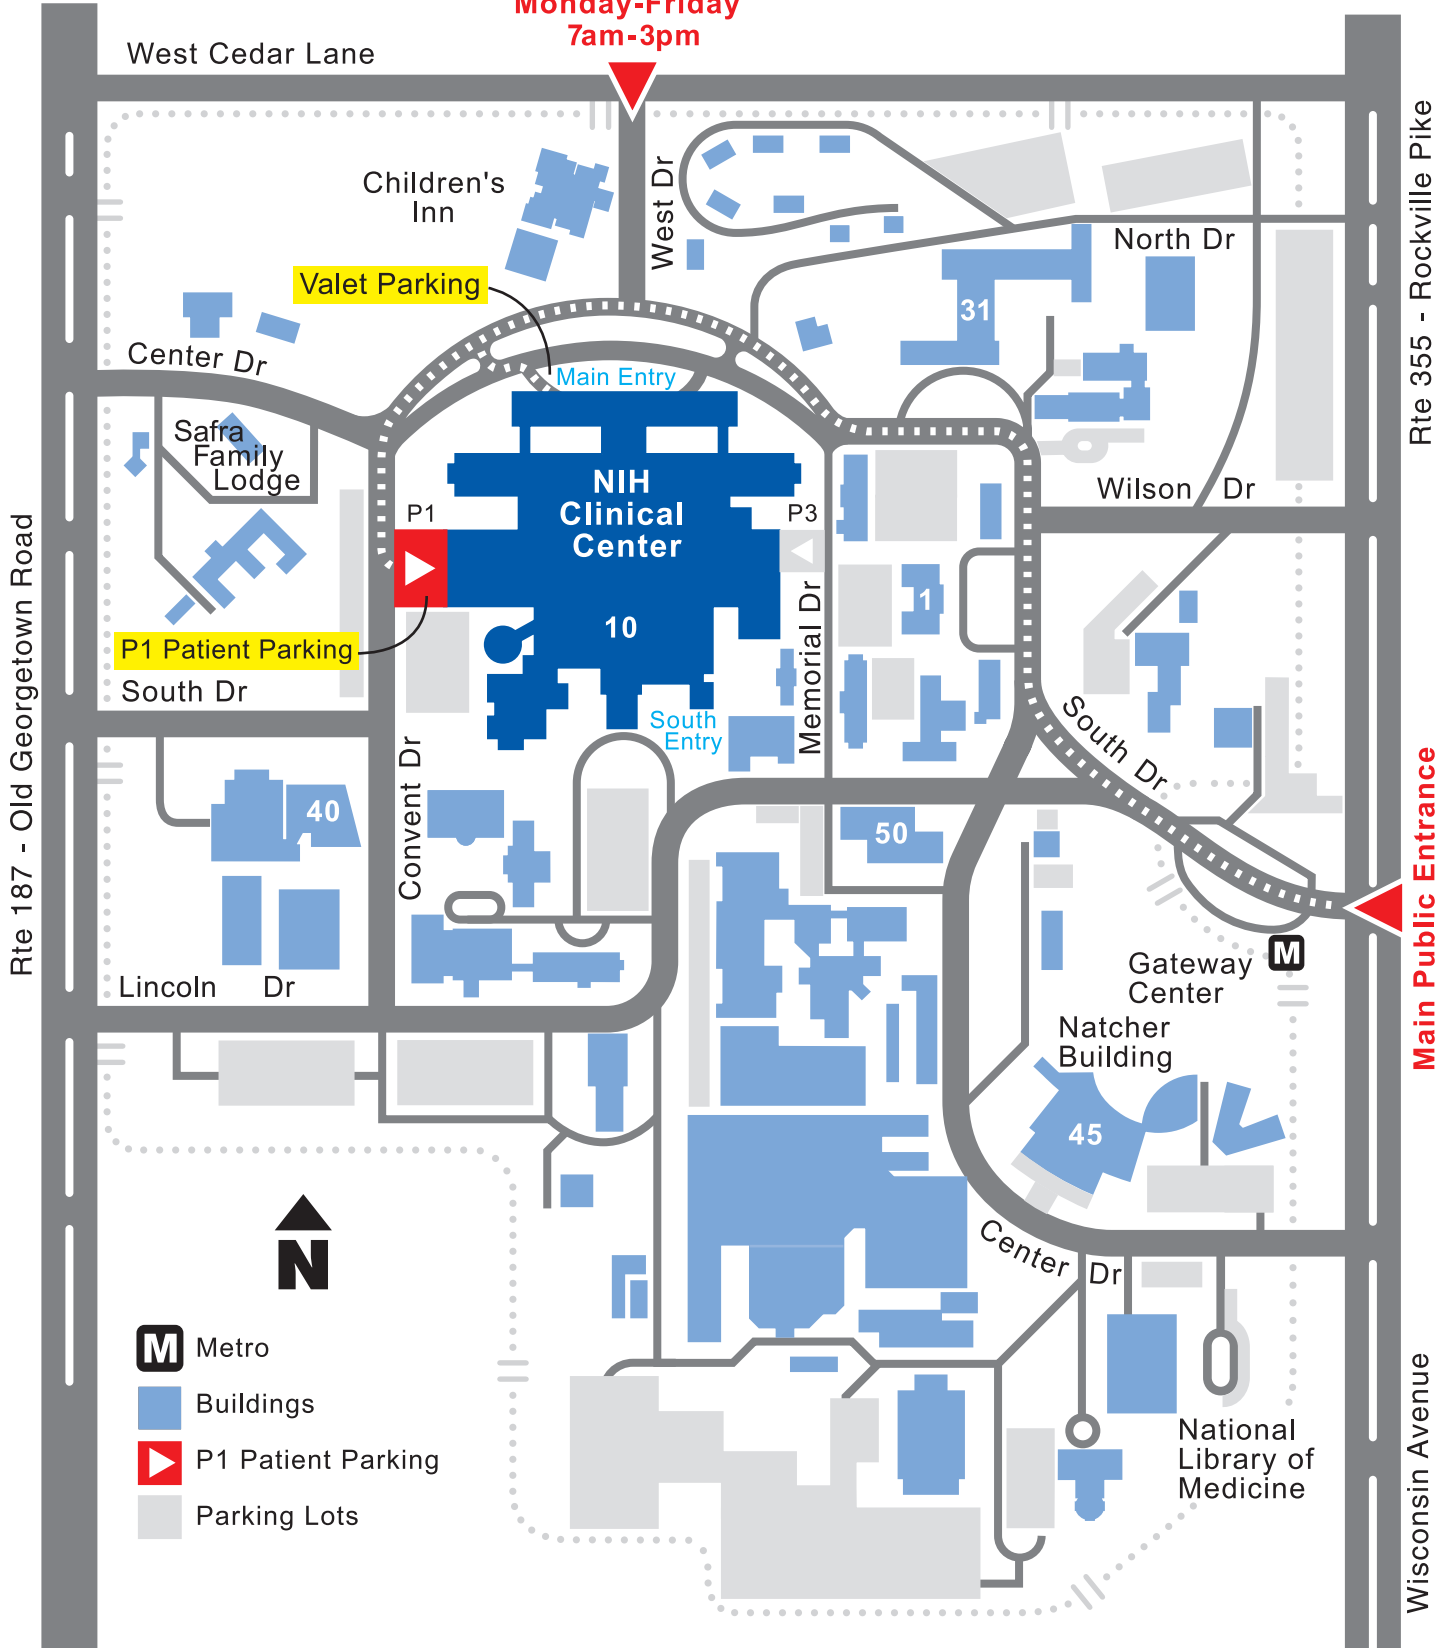 Monday-Friday
7am-3pm
West Cedar Lane
Rte 355 - Rockville Pike
Children's
Inn
West Dr
North Dr
Valet Parking
31
Center Dr
Main Entry
Safra
Family
Lodge
NIH
Clinical
Center
P1
P3
Wilson Dr
Rte 187 - Old Georgetown Road
1
10
Memorial Dr
P1 Patient Parking
South Dr
South
Entry
South Dr
Convent Dr
40
50
Main Public Entrance
M
Gateway
Center
Lincoln Dr
Natcher
Building
45
N
Center Dr
M Metro
Buildings
P1 Patient Parking
Parking Lots
National
Library of
Medicine
Wisconsin Avenue